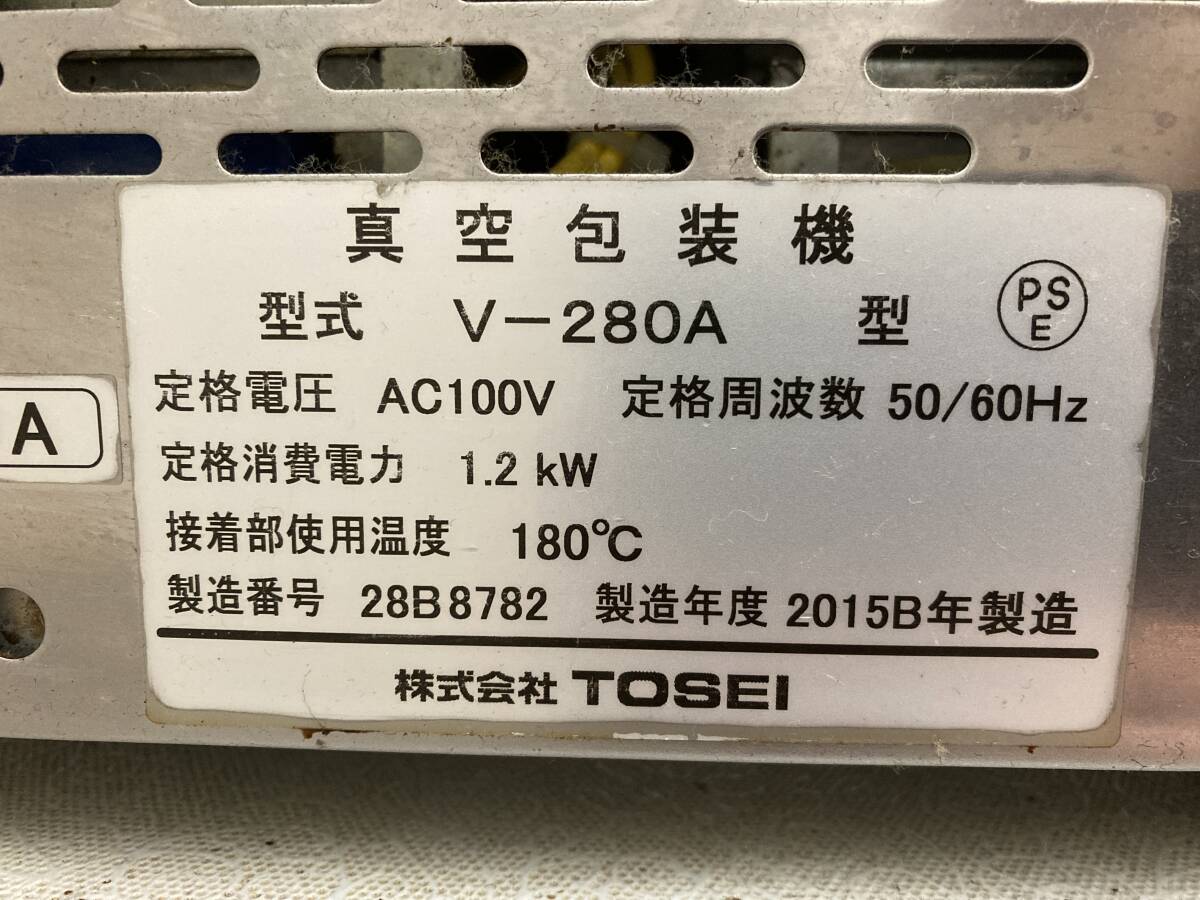 真空包装機
型式 V-280A 型
PS
E
定格電圧 AC100V 定格周波数 50/60Hz
A
定格消費電力 1.2 kW
接着部使用温度 180℃
製造番号 28B8782 製造年度 2015B年製造
株式会社 TOSEI